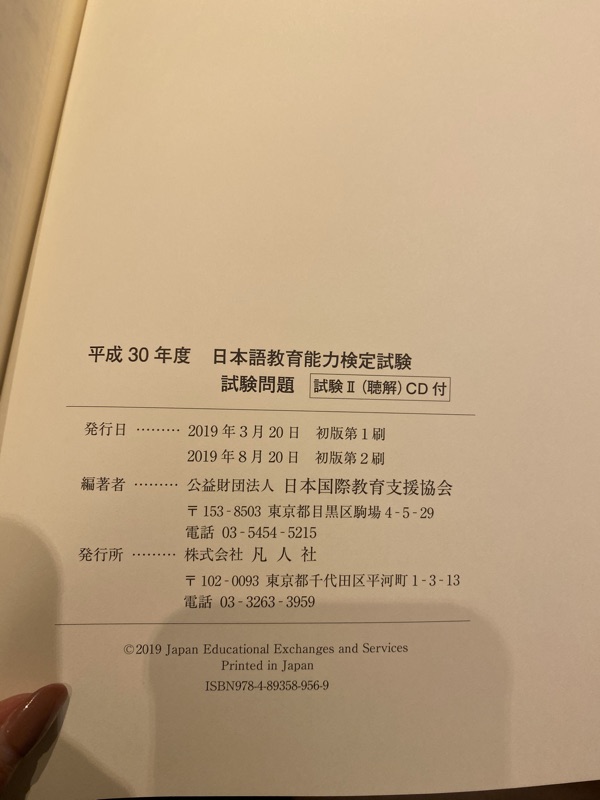 平成 30 年度　日本語教育能力検定試験
試験問題　試験Ⅱ（聴解）CD 付
発行日 ……… 2019 年 3 月 20 日　初版第 1 刷
2019 年 8 月 20 日　初版第 2 刷
編著者 ……… 公益財団法人 日本国際教育支援協会
〒 153-8503 東京都目黒区駒場 4-5-29
電話 03-5454-5215
発行所 ……… 株式会社 凡 人 社
〒 102-0093 東京都千代田区平河町 1-3-13
電話 03-3263-3959
©2019 Japan Educational Exchanges and Services
Printed in Japan
ISBN978-4-89358-956-9